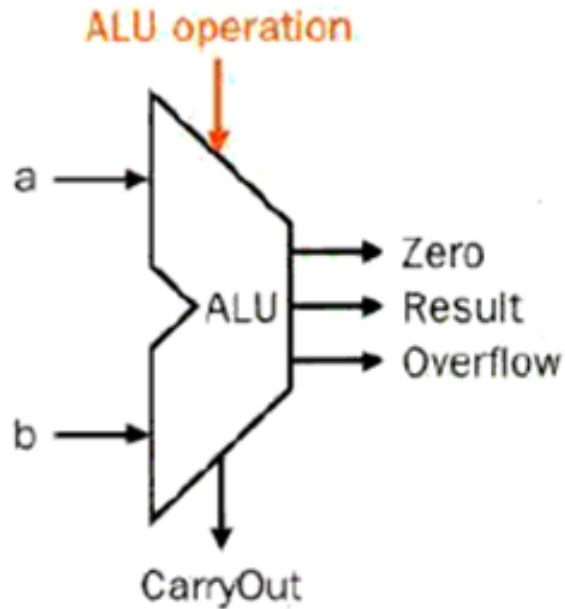 ALU operation
a
Zero
ALU
Result
Overflow
b
CarryOut